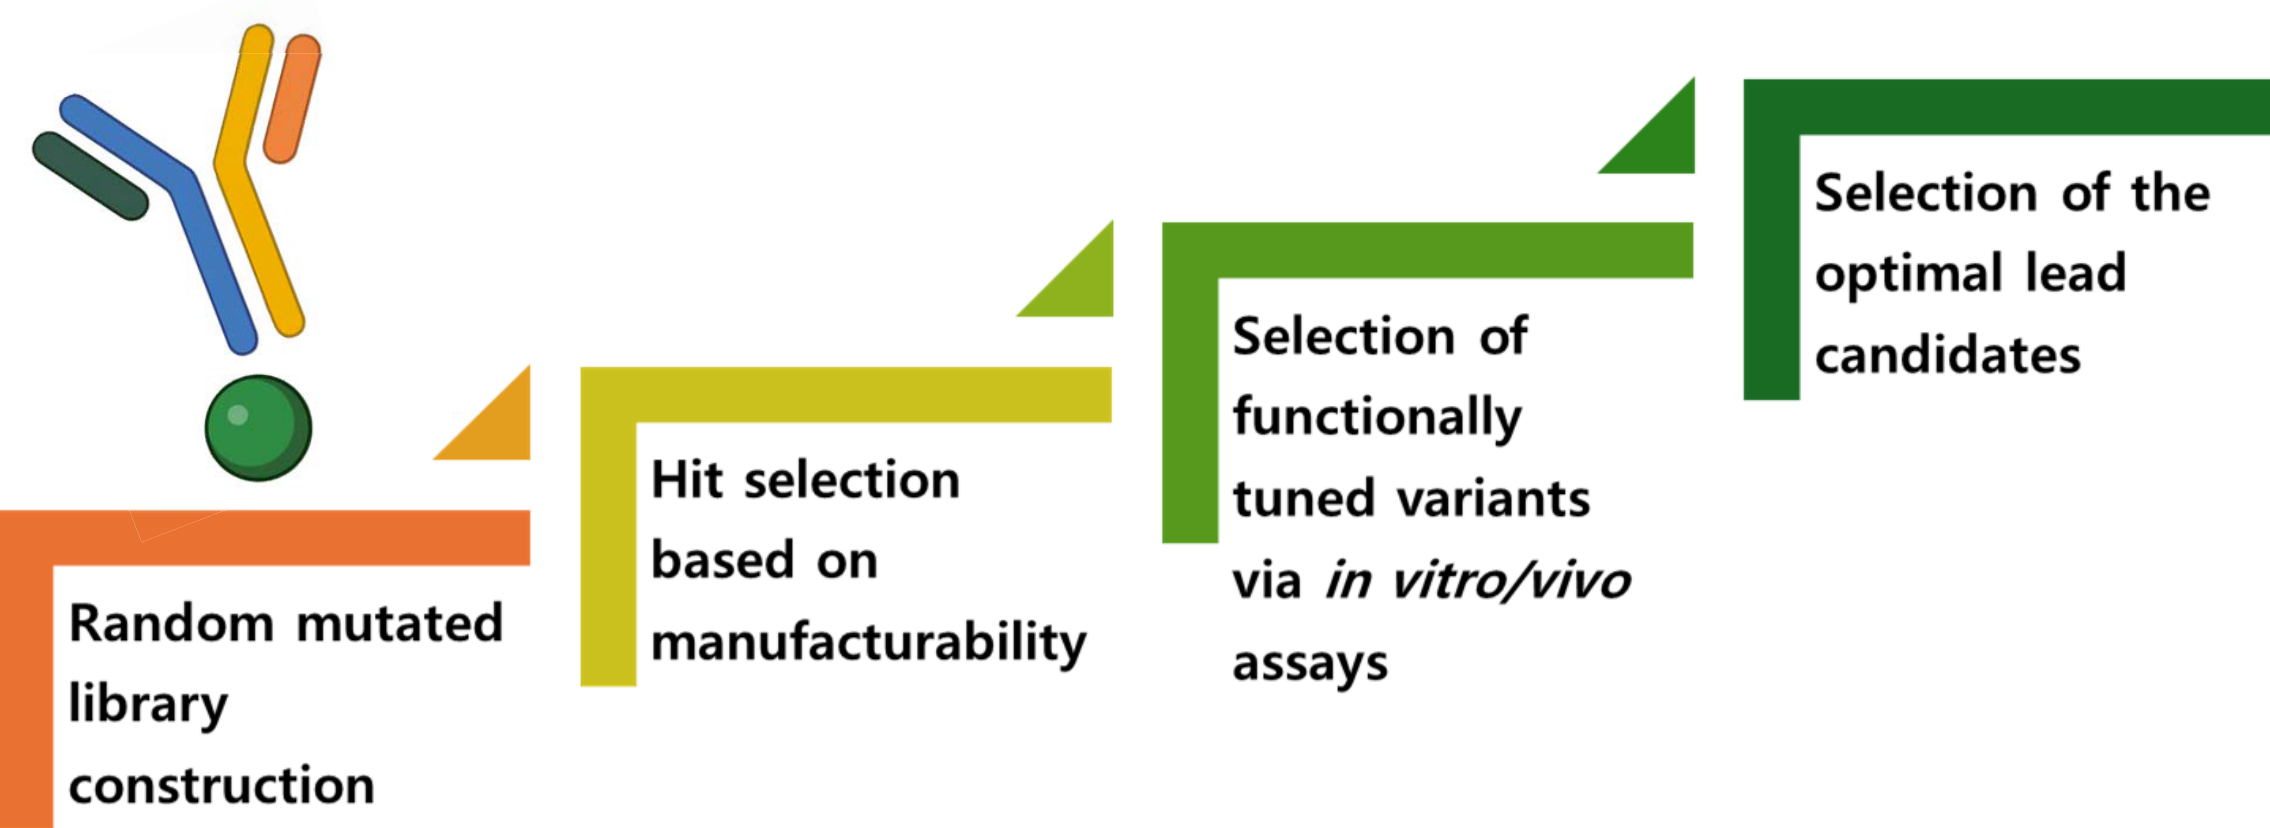 Random mutated
library
construction
Hit selection
based on
manufacturability
Selection of
functionally
tuned variants
via in vitro/vivo
assays
Selection of the
optimal lead
candidates